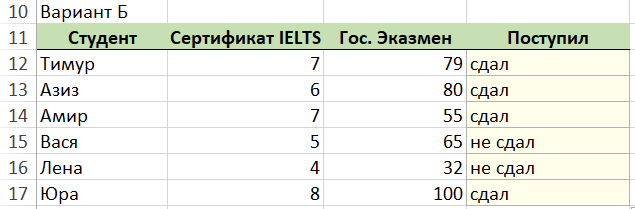 10 Вариант Б
11 Студент Сертификат IELTS Гос. Эказмен Поступил
12 Тимур 7 79 сдал
13 Азиз 6 80 сдал
14 Амир 7 55 сдал
15 Вася 5 65 не сдал
16 Лена 4 32 не сдал
17 Юра 8 100 сдал